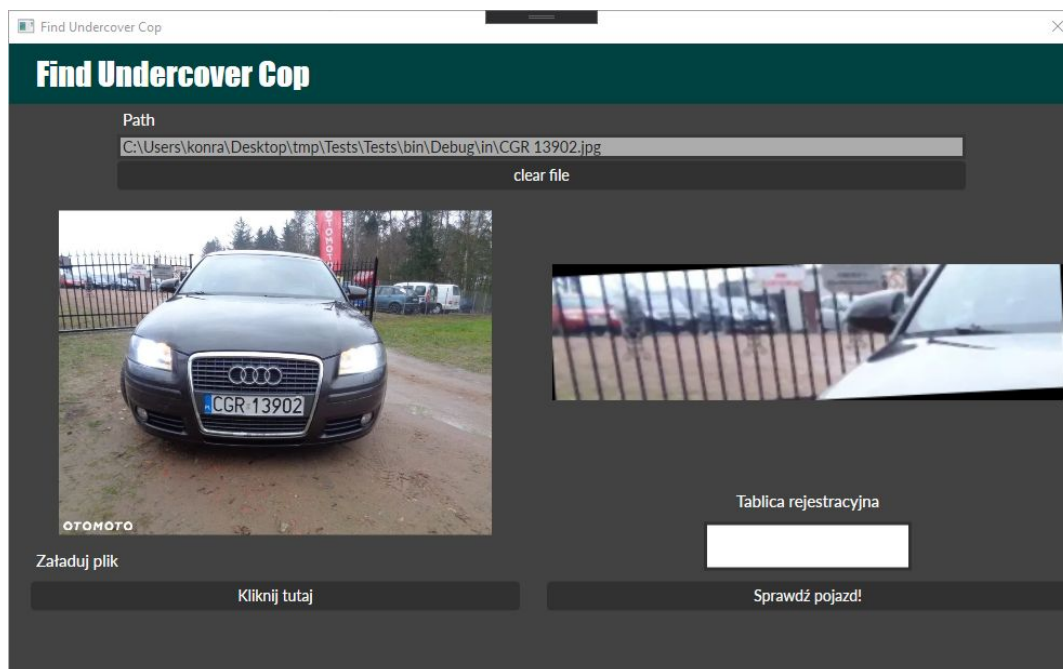 Find Undercover Cop
Find Undercover Cop
Path
C:\Users\konra\Desktop\tmp\Tests\Tests\bin\Debug\in\CGR 13902.jpg
clear file
OTOMOTO
CGR 13902
OTOMOTO
Tablica rejestracyjna
Załaduj plik
Kliknij tutaj
Sprawdź pojazd!